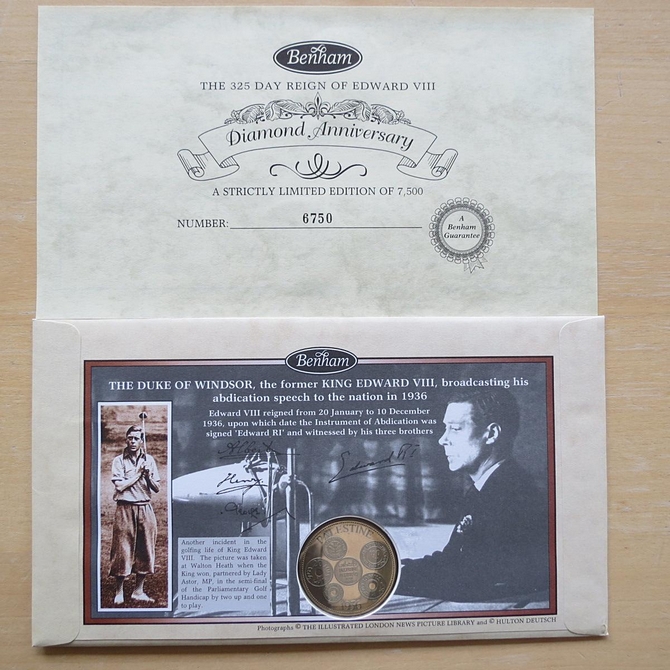 Benham
THE 325 DAY REIGN OF EDWARD VIII
Diamond Anniversary
A STRICTLY LIMITED EDITION OF 7,500
NUMBER: 6750
A
Benham
Guarantee
Benham
THE DUKE OF WINDSOR, the former KING EDWARD VIII, broadcasting his
abdication speech to the nation in 1936
Edward VIII reigned from 20 January to 10 December
1936, upon which date the Instrument of Abdication was
signed 'Edward RI' and witnessed by his three brothers
Albert
Henry
Edward RI
Another incident in the
golfing life of King Edward
VIII. The picture was taken
at Walton Heath when the
King won, partnered by Lady
Astor, MP, in the semi-final
of the Parliamentary Golf
Handicap by two up and one
to play.
PALESTINE
Photographs © THE ILLUSTRATED LONDON NEWS PICTURE LIBRARY and © HULTON DEUTSCH